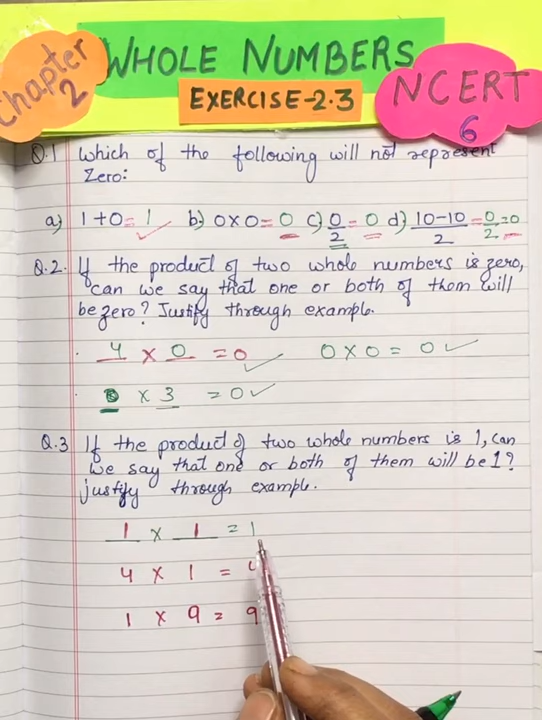 Chapter 2
WHOLE NUMBERS
EXERCISE-2.3
NCERT 6
Q.1 Which of the following will not represent
Zero:
a) 1+0=1 b) 0×0=0 c) 0/2=0 d) 10-10/2=0/2=0
Q.2. If the product of two whole numbers is zero,
can we say that one or both of them will
be zero? Justify through example.
4 × 0 = 0 0×0= 0
0 × 3 = 0
Q.3 If the product of two whole numbers is 1, can
we say that one or both of them will be 1?
Justify through example.
1 × 1 = 1
4 × 1 =
1 × 9 = 9